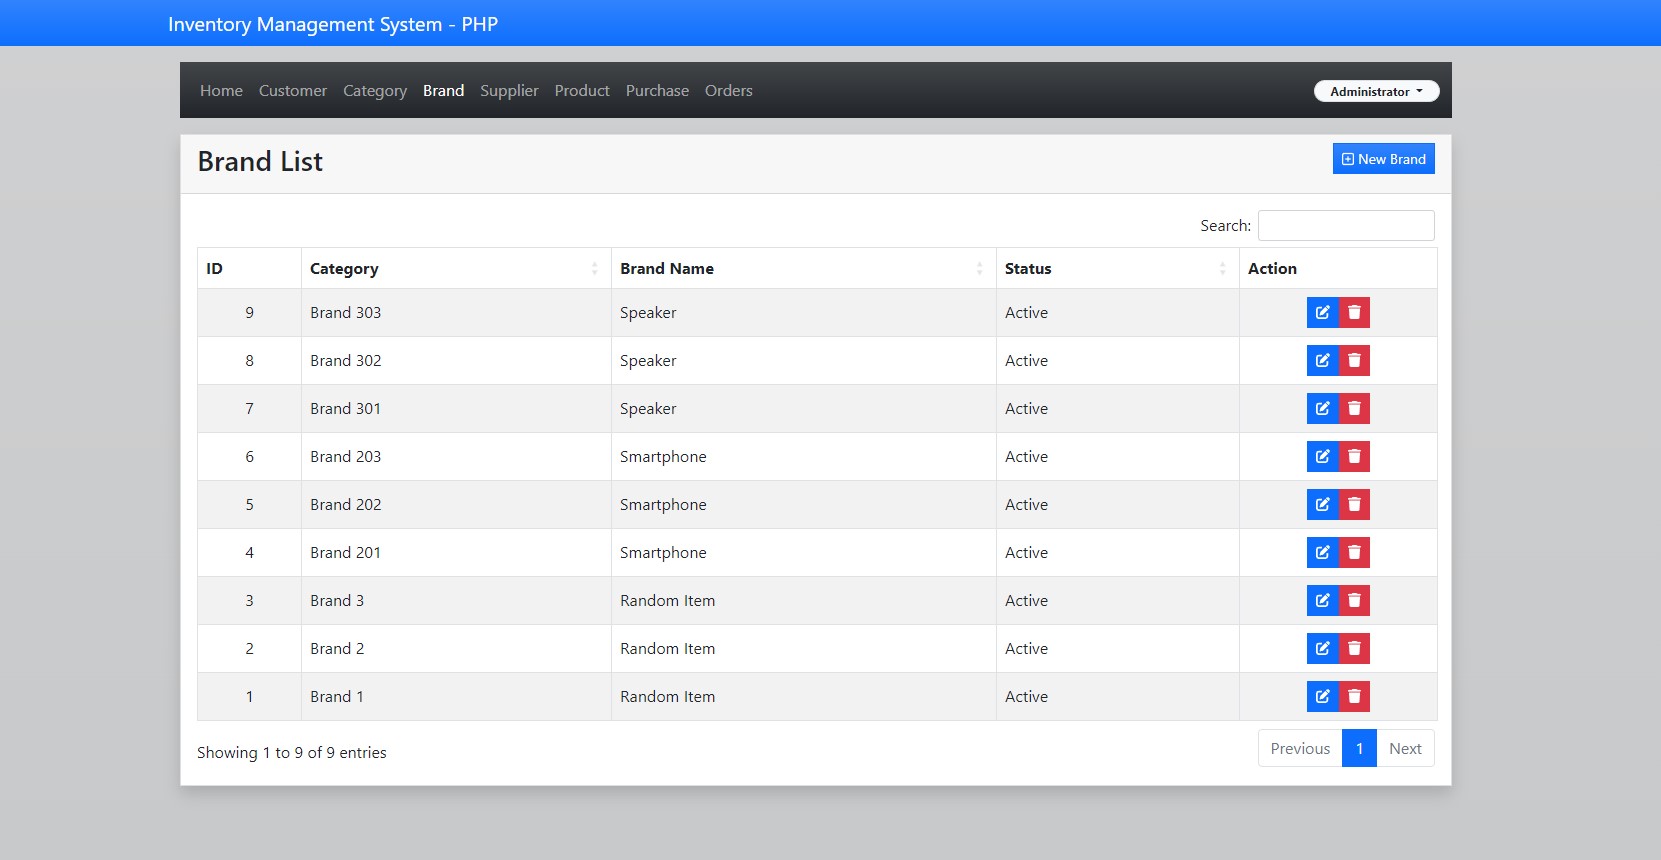 Inventory Management System - PHP
Home Customer Category Brand Supplier Product Purchase Orders Administrator
Brand List New Brand
Search:
ID Category Brand Name Status Action
9 Brand 303 Speaker Active
8 Brand 302 Speaker Active
7 Brand 301 Speaker Active
6 Brand 203 Smartphone Active
5 Brand 202 Smartphone Active
4 Brand 201 Smartphone Active
3 Brand 3 Random Item Active
2 Brand 2 Random Item Active
1 Brand 1 Random Item Active
Showing 1 to 9 of 9 entries Previous 1 Next